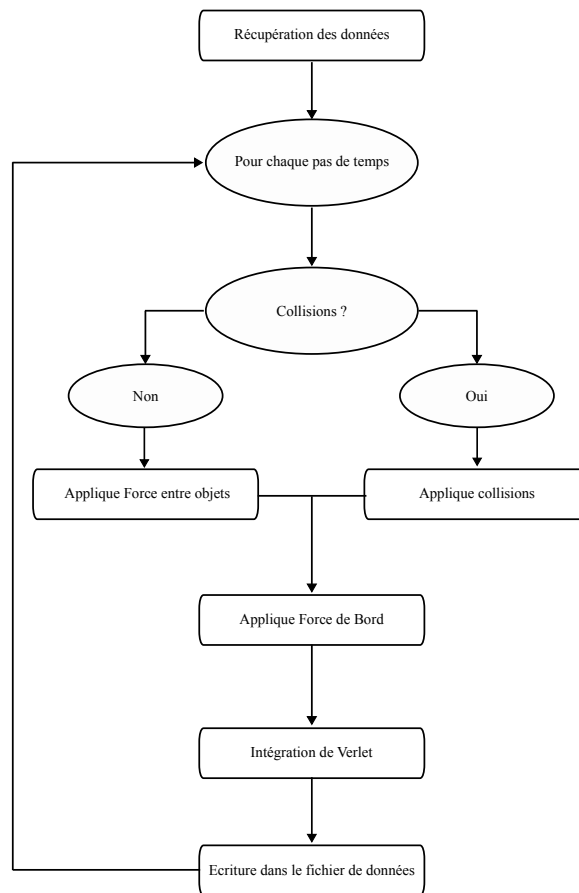 Récupération des données
Pour chaque pas de temps
Collisions ?
Non
Oui
Applique Force entre objets
Applique collisions
Applique Force de Bord
Intégration de Verlet
Ecriture dans le fichier de données